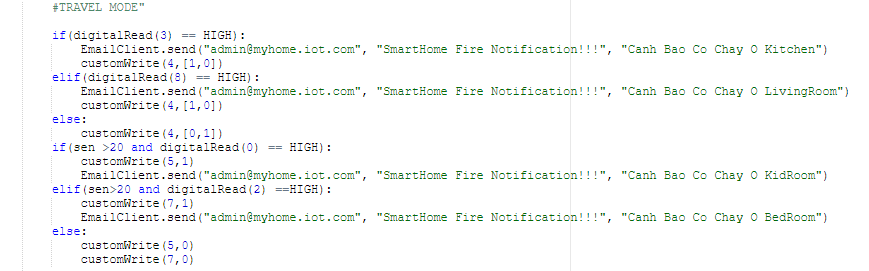 #TRAVEL MODE"
if(digitalRead(3) == HIGH):
EmailClient.send("admin@myhome.iot.com", "SmartHome Fire Notification!!!", "Canh Bao Co Chay O Kitchen")
customWrite(4,[1,0])
elif(digitalRead(8) == HIGH):
EmailClient.send("admin@myhome.iot.com", "SmartHome Fire Notification!!!", "Canh Bao Co Chay O LivingRoom")
customWrite(4,[1,0])
else:
customWrite(4,[0,1])
if(sen >20 and digitalRead(0) == HIGH):
customWrite(5,1)
EmailClient.send("admin@myhome.iot.com", "SmartHome Fire Notification!!!", "Canh Bao Co Chay O KidRoom")
elif(sen>20 and digitalRead(2) ==HIGH):
customWrite(7,1)
EmailClient.send("admin@myhome.iot.com", "SmartHome Fire Notification!!!", "Canh Bao Co Chay O BedRoom")
else:
customWrite(5,0)
customWrite(7,0)